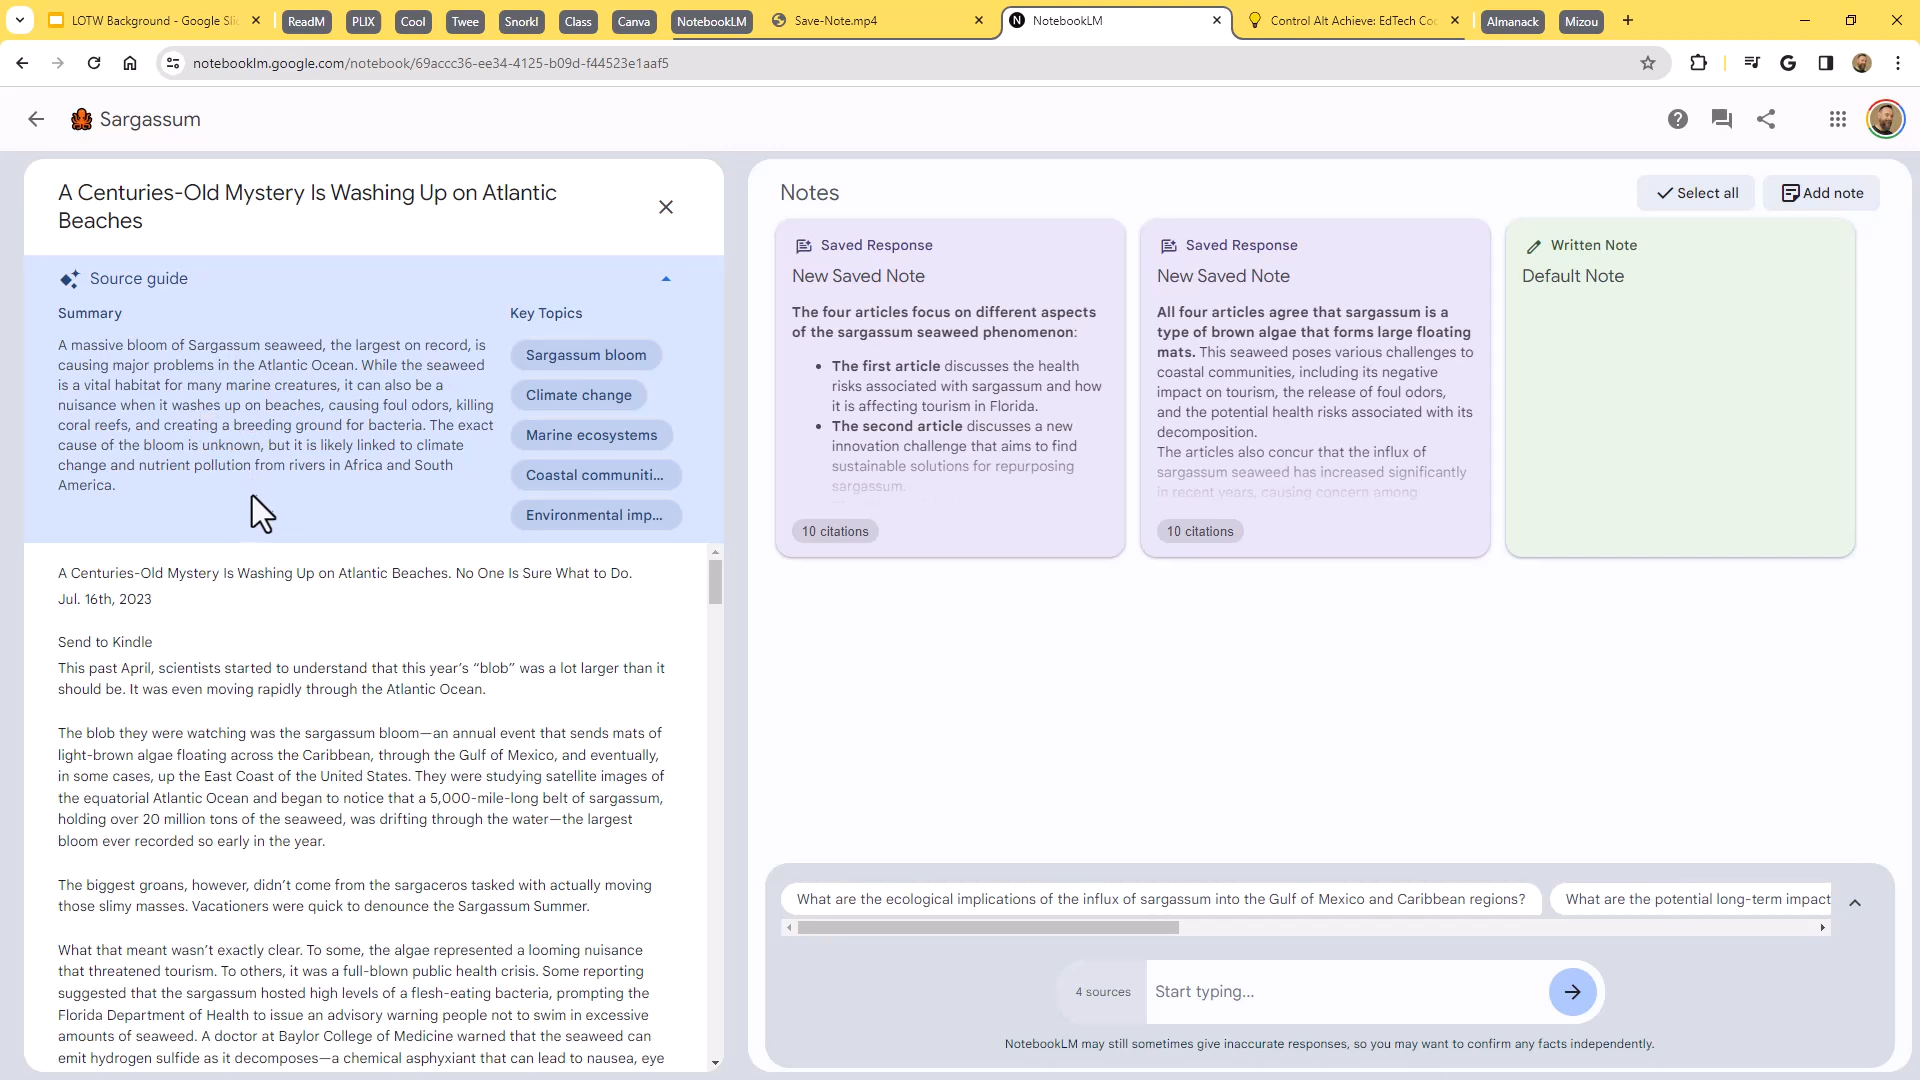 LOTW Background - Google Slid
ReadM
PLIX
Cool
Twee
Snorkl
Class
Canva
NotebookLM
Save-Note.mp4
NotebookLM
Control Alt Achieve: EdTech Coo
Almanack
Mizou
notebooklm.google.com/notebook/69accc36-ee34-4125-b09d-f44523e1aaf5
Sargassum
A Centuries-Old Mystery Is Washing Up on Atlantic
Beaches
Source guide
Summary
A massive bloom of Sargassum seaweed, the largest on record, is
causing major problems in the Atlantic Ocean. While the seaweed
is a vital habitat for many marine creatures, it can also be a
nuisance when it washes up on beaches, causing foul odors, killing
coral reefs, and creating a breeding ground for bacteria. The exact
cause of the bloom is unknown, but it is likely linked to climate
change and nutrient pollution from rivers in Africa and South
America.
Key Topics
Sargassum bloom
Climate change
Marine ecosystems
Coastal communiti...
Environmental imp...
A Centuries-Old Mystery Is Washing Up on Atlantic Beaches. No One Is Sure What to Do.
Jul. 16th, 2023
Send to Kindle
This past April, scientists started to understand that this year's “blob” was a lot larger than it
should be. It was even moving rapidly through the Atlantic Ocean.
The blob they were watching was the sargassum bloom—an annual event that sends mats of
light-brown algae floating across the Caribbean, through the Gulf of Mexico, and eventually,
in some cases, up the East Coast of the United States. They were studying satellite images of
the equatorial Atlantic Ocean and began to notice that a 5,000-mile-long belt of sargassum,
holding over 20 million tons of the seaweed, was drifting through the water—the largest
bloom ever recorded so early in the year.
The biggest groans, however, didn't come from the sargaceros tasked with actually moving
those slimy masses. Vacationers were quick to denounce the Sargassum Summer.
What that meant wasn't exactly clear. To some, the algae represented a looming nuisance
that threatened tourism. To others, it was a full-blown public health crisis. Some reporting
suggested that the sargassum hosted high levels of a flesh-eating bacteria, prompting the
Florida Department of Health to issue an advisory warning people not to swim in excessive
amounts of seaweed. A doctor at Baylor College of Medicine warned that the seaweed can
emit hydrogen sulfide as it decomposes—a chemical asphyxiant that can lead to nausea, eye
Notes
Select all
Add note
Saved Response
New Saved Note
The four articles focus on different aspects
of the sargassum seaweed phenomenon:
• The first article discusses the health
risks associated with sargassum and how
it is affecting tourism in Florida.
• The second article discusses a new
innovation challenge that aims to find
sustainable solutions for repurposing
sargassum.
10 citations
Saved Response
New Saved Note
All four articles agree that sargassum is a
type of brown algae that forms large floating
mats. This seaweed poses various challenges to
coastal communities, including its negative
impact on tourism, the release of foul odors,
and the potential health risks associated with its
decomposition.
The articles also concur that the influx of
sargassum seaweed has increased significantly
in recent years, causing concern among
10 citations
Written Note
Default Note
What are the ecological implications of the influx of sargassum into the Gulf of Mexico and Caribbean regions?
What are the potential long-term impact
4 sources
Start typing...
NotebookLM may still sometimes give inaccurate responses, so you may want to confirm any facts independently.